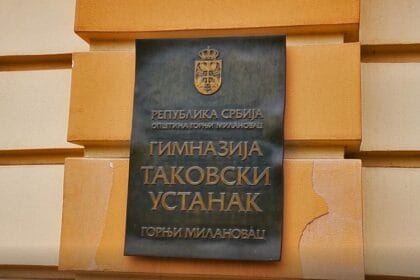 РЕПУБЛИКА СРБИЈА
ОПШТИНА ГОРЊИ МИЛАНОВАЦ
ГИМНАЗИЈА
ТАКОВСКИ
УСТАНАК
ГОРЊИ МИЛАНОВАЦ